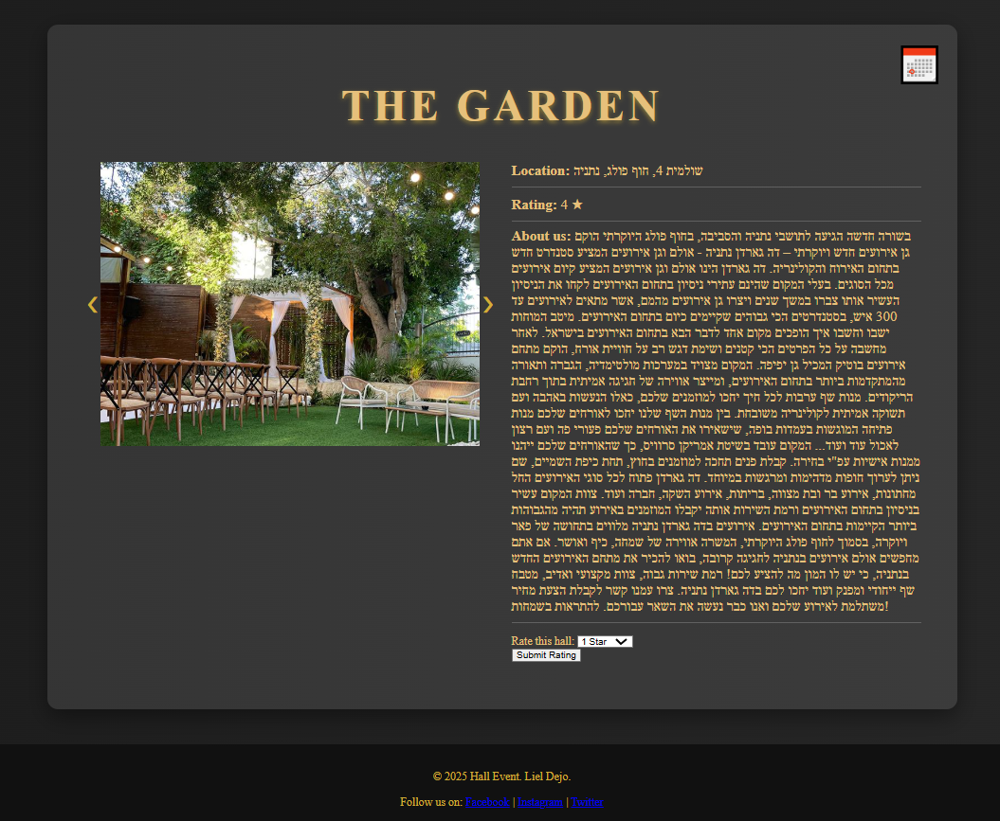 THE GARDEN
Location: שולמית 4, חוף פולג, נתניה
Rating: 4 ★
About us: בשורה חדשה הגיעה לתושבי נתניה והסביבה, בחוף פולג היוקרתי הוקם
גן אירועים חדש ויוקרתי – דה גארדן נתניה - אולם וגן אירועים המציע סטנדרט חדש
בתחום האירוח והקולינריה. דה גארדן הינו אולם וגן אירועים המציע קיום אירועים
מכל הסוגים. בעלי המקום שהינם עתירי ניסיון בתחום האירועים לקחו את הניסיון
העשיר אותו צברו במשך שנים ויצרו גן אירועים מהמם, אשר מתאים לאירועים עד
300 איש, בסטנדרטים הכי גבוהים שקיימים כיום בתחום האירועים. מיטב המוחות
ישבו וחשבו איך הופכים מקום אחד לדבר הבא בתחום האירועים בישראל. לאחר
מחשבה על כל הפרטים הכי קטנים ושימת דגש רב על חוויית אורח, הוקם מתחם
אירועים בוטיק המכיל גן יפיפה. המקום מצויד במערכות מולטימדיה, הגברה ותאורה
מהמתקדמות ביותר בתחום האירועים, ומייצר אווירה של חגיגה אמיתית בתוך רחבת
הריקודים. מנות שף ערבות לכל חיך יחכו למוזמנים שלכם, כאלו הנעשות באהבה ועם
תשוקה אמיתית לקולינריה משובחת. בין מנות השף שלנו יחכו לאורחים שלכם מנות
פתיחה המוגשות בעמדות בופה, שישאירו את האורחים שלכם פעורי פה ועם רצון
לאכול עוד ועוד... המקום עובד בשיטת אמריקן סרוויס, כך שהאורחים שלכם ייהנו
ממנות אישיות עפ"י בחירה. קבלת פנים תחכה למוזמנים בחוץ, תחת כיפת השמיים, שם
ניתן לערוך חופות מדהימות ומרגשות במיוחד. דה גארדן פתוח לכל סוגי האירועים החל
מחתונות, אירוע בר ובת מצווה, בריתות, אירוע השקה, חברה ועוד. צוות המקום עשיר
בניסיון בתחום האירועים ורמת השירות אותה יקבלו המוזמנים באירוע תהיה מהגבוהות
ביותר הקיימות בתחום האירועים. אירועים בדה גארדן נתניה מלווים בתחושה של פאר
ויוקרה, בסמוך לחוף פולג היוקרתי, המשרה אווירה של שמחה, כיף ואושר. אם אתם
מחפשים אולם אירועים בנתניה לחגיגה קרובה, בואו להכיר את מתחם האירועים החדש
בנתניה, כי יש לו המון מה להציע לכם! רמת שירות גבוה, צוות מקצועי ואדיב, מטבח
שף ייחודי ומפנק ועוד יחכו לכם בדה גארדן נתניה. צרו עמנו קשר לקבלת הצעת מחיר
משתלמת לאירוע שלכם ואנו כבר נעשה את השאר עבורכם. להתראות בשמחות!
Rate this hall: 1 Star
Submit Rating
© 2025 Hall Event. Liel Dejo.
Follow us on: Facebook | Instagram | Twitter